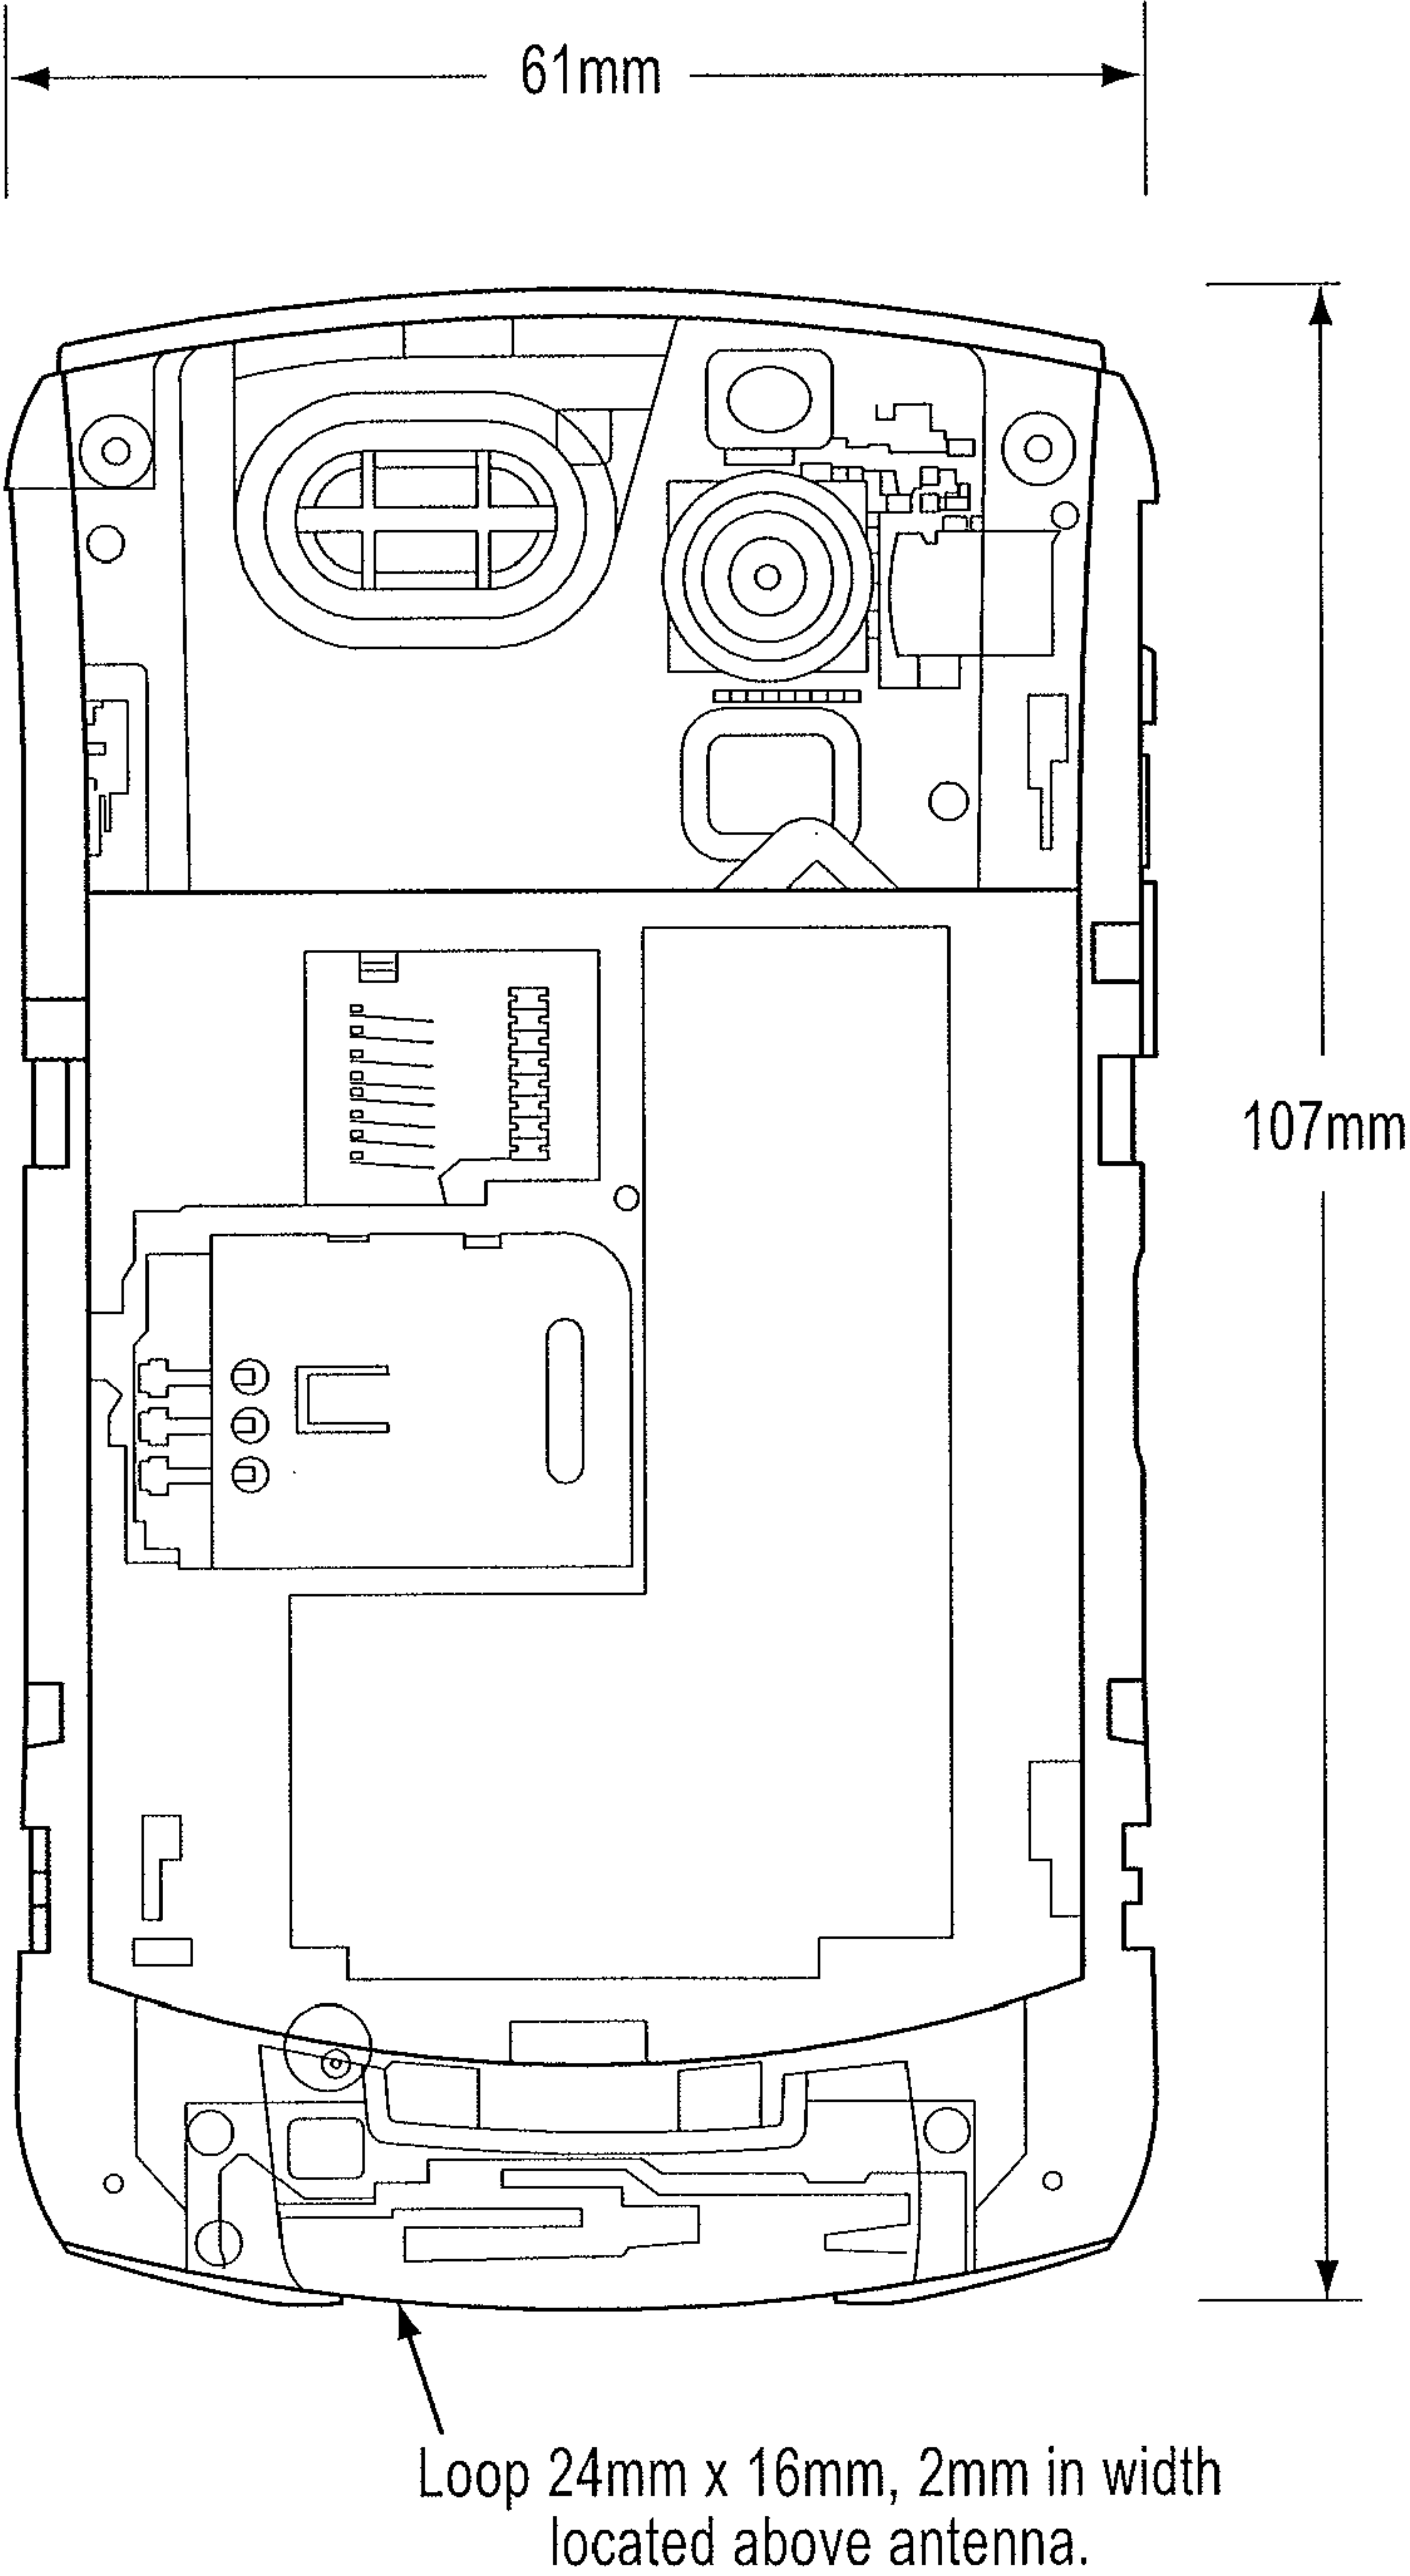 61mm
107mm
Loop 24mm x 16mm, 2mm in width
located above antenna.